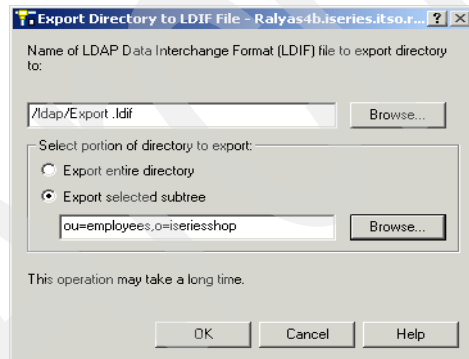 Export Directory to LDIF File - Ralyas4b.iseries.itso.r...
Name of LDAP Data Interchange Format (LDIF) file to export directory
to:
/ldap/Export .ldif
Browse...
Select portion of directory to export:
Export entire directory
Export selected subtree
ou=employees,o=iseriesshop
Browse...
This operation may take a long time.
OK
Cancel
Help